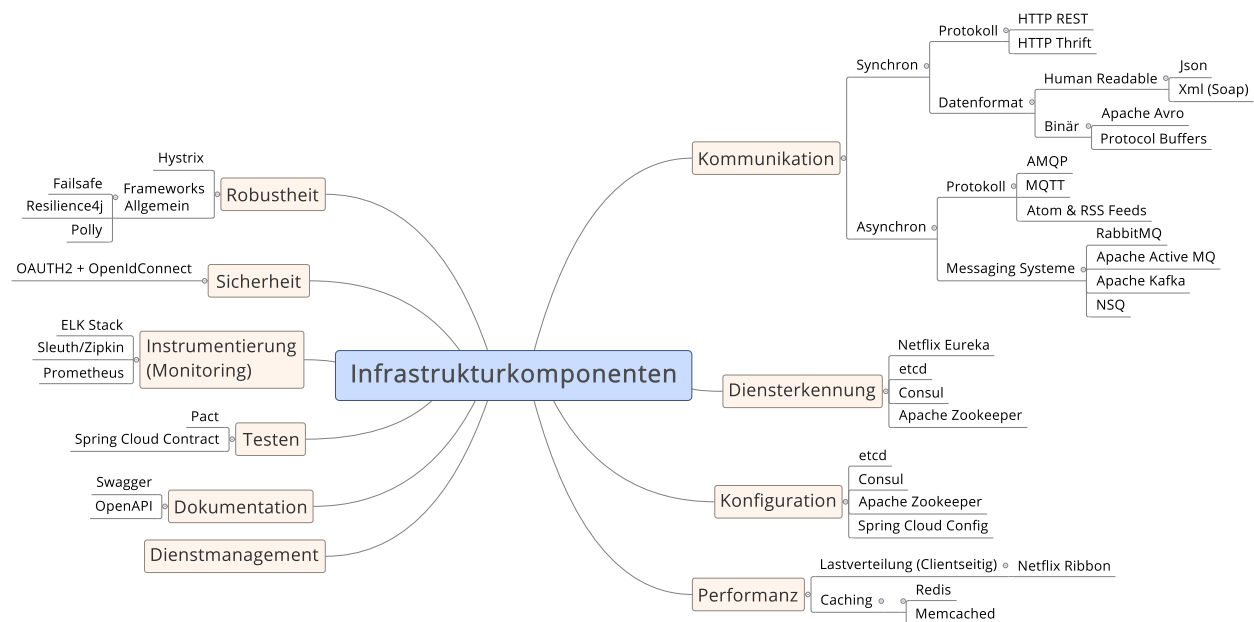 Infrastrukturkomponenten
Kommunikation
Synchron
Protokoll
HTTP REST
HTTP Thrift
Datenformat
Human Readable
Json
Xml (Soap)
Binär
Apache Avro
Protocol Buffers
Asynchron
Protokoll
AMQP
MQTT
Atom & RSS Feeds
Messaging Systeme
RabbitMQ
Apache Active MQ
Apache Kafka
NSQ
Diensterkennung
Netflix Eureka
etcd
Consul
Apache Zookeeper
Konfiguration
etcd
Consul
Apache Zookeeper
Spring Cloud Config
Performanz
Lastverteilung (Clientseitig)
Netflix Ribbon
Caching
Redis
Memcached
Robustheit
Hystrix
Frameworks
Allgemein
Failsafe
Resilience4j
Polly
Sicherheit
OAUTH2 + OpenIdConnect
Instrumentierung
(Monitoring)
ELK Stack
Sleuth/Zipkin
Prometheus
Testen
Pact
Spring Cloud Contract
Dokumentation
Swagger
OpenAPI
Dienstmanagement